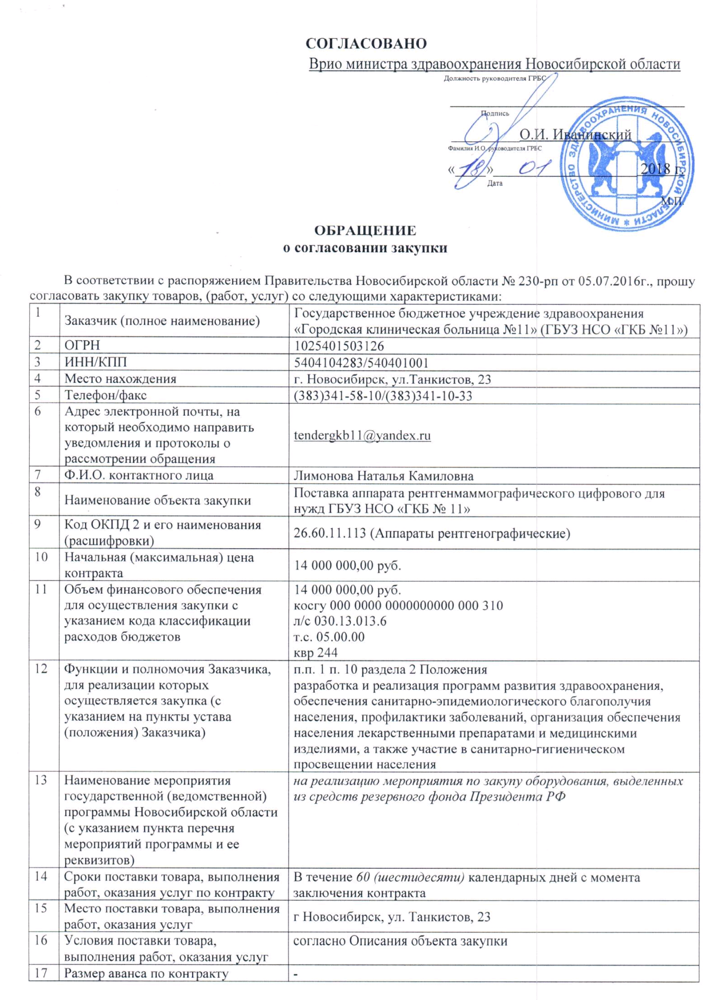 СОГЛАСОВАНО
Врио министра здравоохранения Новосибирской области
Должность руководителя ГРБС
Подпись
О.И. Иванинский
Фамилия И.О. руководителя ГРБС
« 18 » 01 2018 г.
Дата
М.П.
МИНИСТЕРСТВО ЗДРАВООХРАНЕНИЯ НОВОСИБИРСКОЙ ОБЛАСТИ *
ОБРАЩЕНИЕ
о согласовании закупки
В соответствии с распоряжением Правительства Новосибирской области № 230-рп от 05.07.2016г., прошу
согласовать закупку товаров, (работ, услуг) со следующими характеристиками:
1
Заказчик (полное наименование)
Государственное бюджетное учреждение здравоохранения
«Городская клиническая больница №11» (ГБУЗ НСО «ГКБ №11»)
2
ОГРН
1025401503126
3
ИНН/КПП
5404104283/540401001
4
Место нахождения
г. Новосибирск, ул.Танкистов, 23
5
Телефон/факс
(383)341-58-10/(383)341-10-33
6
Адрес электронной почты, на
который необходимо направить
уведомления и протоколы о
рассмотрении обращения
tendergkb11@yandex.ru
7
Ф.И.О. контактного лица
Лимонова Наталья Камиловна
8
Наименование объекта закупки
Поставка аппарата рентгенмаммографического цифрового для
нужд ГБУЗ НСО «ГКБ № 11»
9
Код ОКПД 2 и его наименования
(расшифровки)
26.60.11.113 (Аппараты рентгенографические)
10
Начальная (максимальная) цена
контракта
14 000 000,00 руб.
11
Объем финансового обеспечения
для осуществления закупки с
указанием кода классификации
расходов бюджетов
14 000 000,00 руб.
косгу 000 0000 0000000000 000 310
л/с 030.13.013.6
т.с. 05.00.00
квр 244
12
Функции и полномочия Заказчика,
для реализации которых
осуществляется закупка (с
указанием на пункты устава
(положения) Заказчика)
п.п. 1 п. 10 раздела 2 Положения
разработка и реализация программ развития здравоохранения,
обеспечения санитарно-эпидемиологического благополучия
населения, профилактики заболеваний, организация обеспечения
населения лекарственными препаратами и медицинскими
изделиями, а также участие в санитарно-гигиеническом
просвещении населения
13
Наименование мероприятия
государственной (ведомственной)
программы Новосибирской области
(с указанием пункта перечня
мероприятий программы и ее
реквизитов)
на реализацию мероприятия по закупу оборудования, выделенных
из средств резервного фонда Президента РФ
14
Сроки поставки товара, выполнения
работ, оказания услуг по контракту
В течение 60 (шестидесяти) календарных дней с момента
заключения контракта
15
Место поставки товара, выполнения
работ, оказания услуг
г Новосибирск, ул. Танкистов, 23
16
Условия поставки товара,
выполнения работ, оказания услуг
согласно Описания объекта закупки
17
Размер аванса по контракту
-